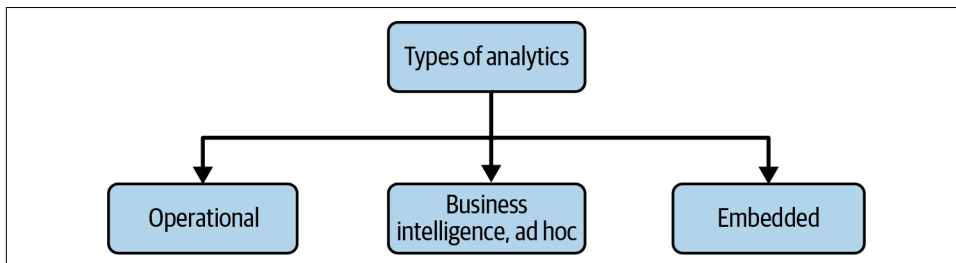 Types of analytics
Operational
Business
intelligence, ad hoc
Embedded